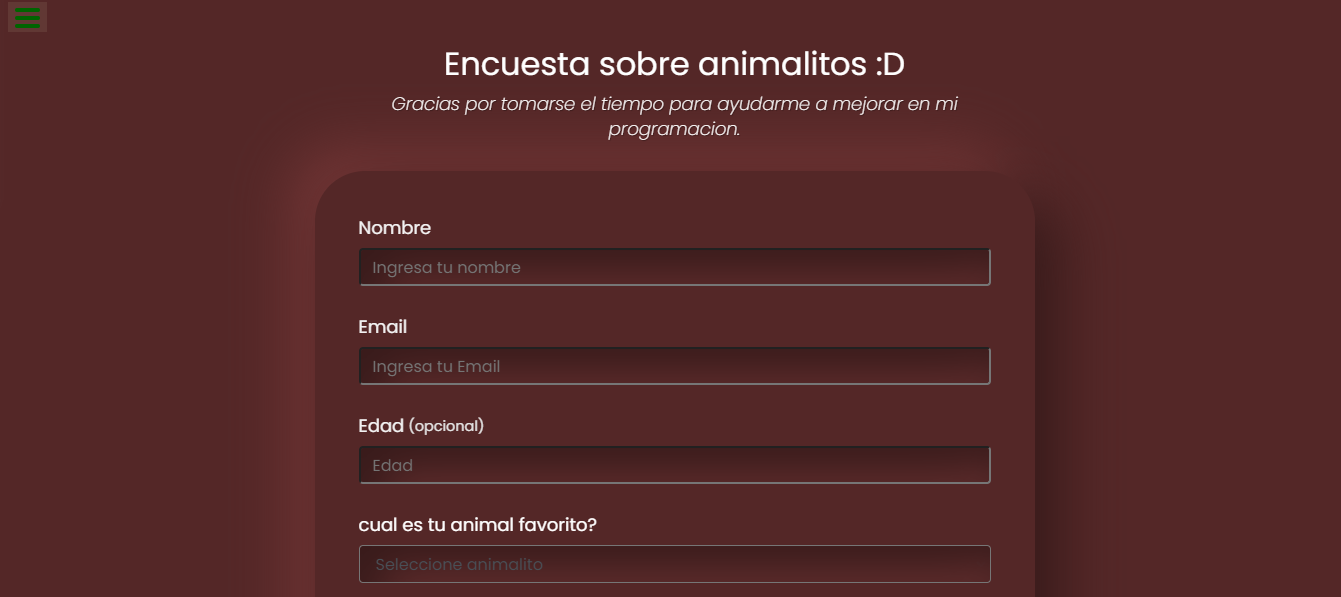 Encuesta sobre animalitos :D
Gracias por tomarse el tiempo para ayudarme a mejorar en mi
programacion.
Nombre
Ingresa tu nombre
Email
Ingresa tu Email
Edad (opcional)
Edad
cual es tu animal favorito?
Seleccione animalito